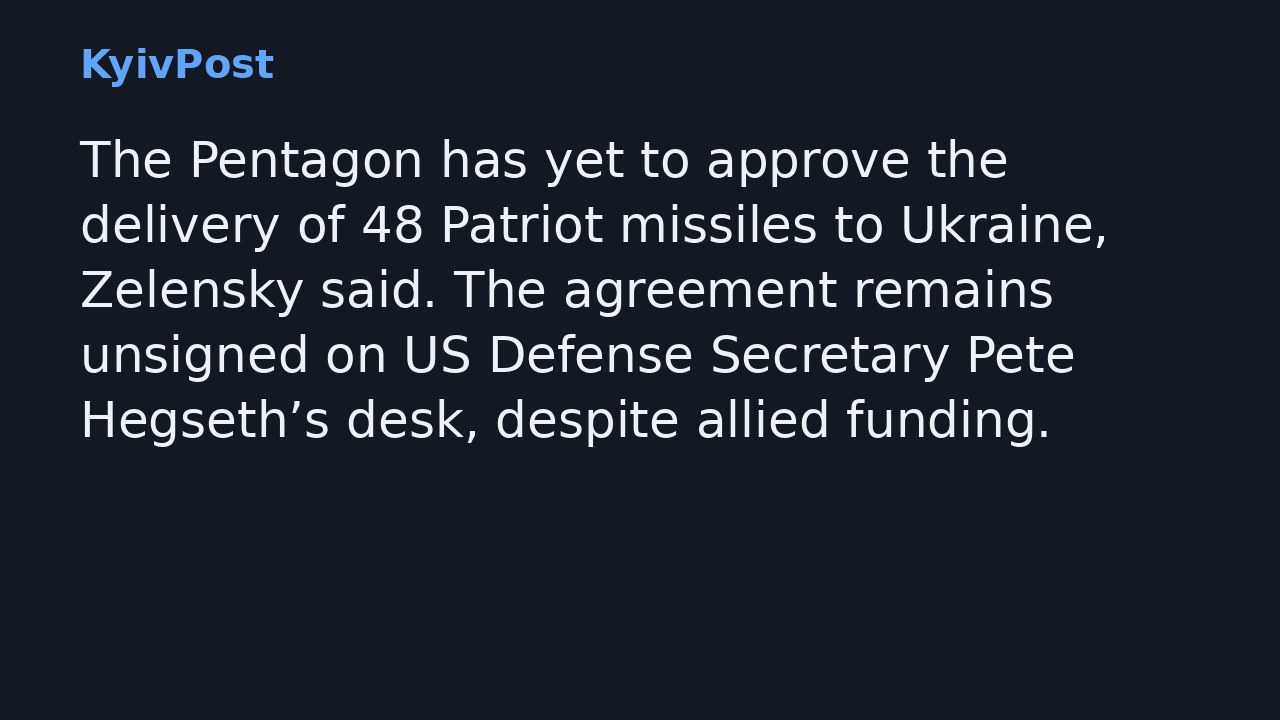 KyivPost
The Pentagon has yet to approve the
delivery of 48 Patriot missiles to Ukraine,
Zelensky said. The agreement remains
unsigned on US Defense Secretary Pete
Hegseth’s desk, despite allied funding.